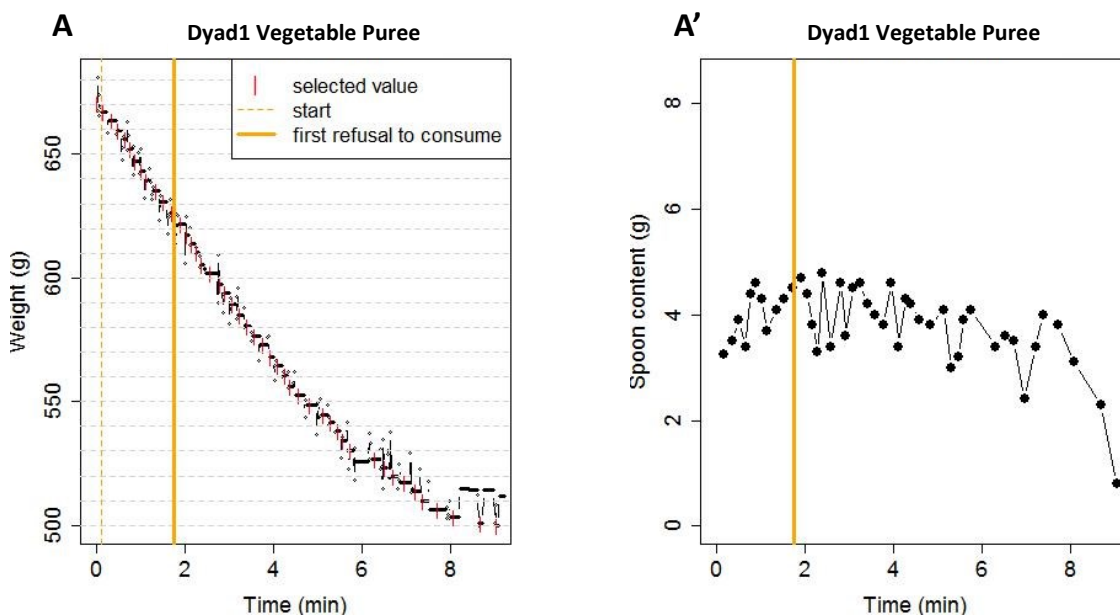 A
Dyad1 Vegetable Puree
selected value
start
first refusal to consume
Weight (g)
650
600
550
500
0 2 4 6 8
Time (min)
A’
Dyad1 Vegetable Puree
Spoon content (g)
8
6
4
2
0
0 2 4 6 8
Time (min)